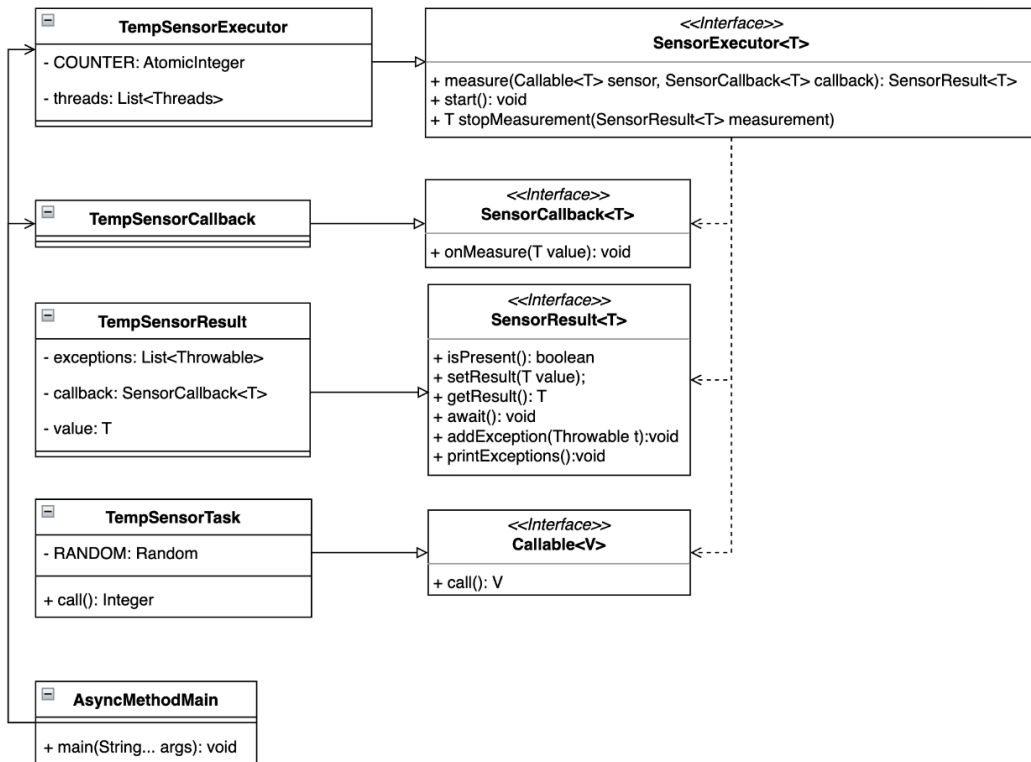 TempSensorExecutor
- COUNTER: AtomicInteger
- threads: List<Threads>
<<Interface>>
SensorExecutor<T>
+ measure(Callable<T> sensor, SensorCallback<T> callback): SensorResult<T>
+ start(): void
+ T stopMeasurement(SensorResult<T> measurement)
TempSensorCallback
<<Interface>>
SensorCallback<T>
+ onMeasure(T value): void
TempSensorResult
- exceptions: List<Throwable>
- callback: SensorCallback<T>
- value: T
<<Interface>>
SensorResult<T>
+ isPresent(): boolean
+ setResult(T value);
+ getResult(): T
+ await(): void
+ addException(Throwable t):void
+ printExceptions():void
TempSensorTask
- RANDOM: Random
+ call(): Integer
<<Interface>>
Callable<V>
+ call(): V
AsyncMethodMain
+ main(String... args): void